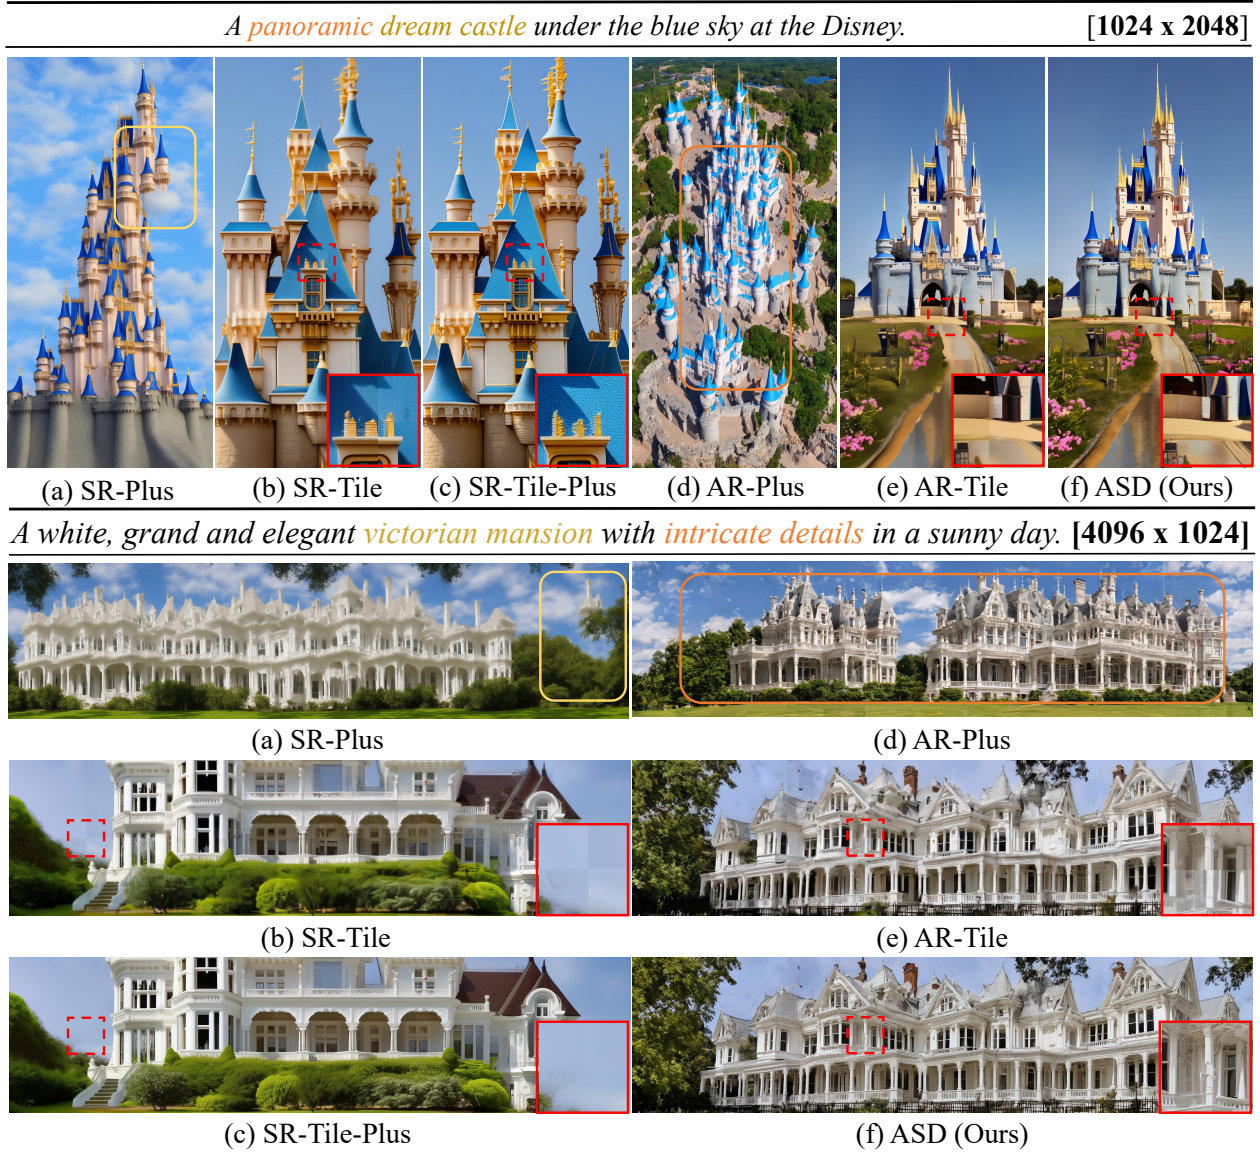 A panoramic dream castle under the blue sky at the Disney. [1024 x 2048]
(a) SR-Plus (b) SR-Tile (c) SR-Tile-Plus (d) AR-Plus (e) AR-Tile (f) ASD (Ours)
A white, grand and elegant victorian mansion with intricate details in a sunny day. [4096 x 1024]
(a) SR-Plus (d) AR-Plus
(b) SR-Tile (e) AR-Tile
(c) SR-Tile-Plus (f) ASD (Ours)